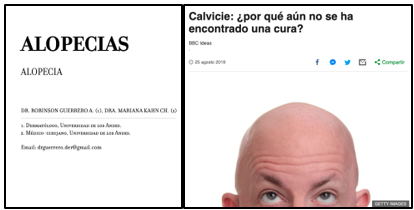 ALOPECIAS
ALOPECIA
DR. ROBINSON GUERRERO A. (1), DRA. MARIANA KAHN CH. (2)
1. Dermatólogo, Universidad de los Andes.
2. Médico cirujano, Universidad de los Andes.
Email: drguerrero.der@gmail.com
Calvicie: ¿por qué aún no se ha
encontrado una cura?
BBC Ideas
25 agosto 2019
Compartir
GETTY IMAGES